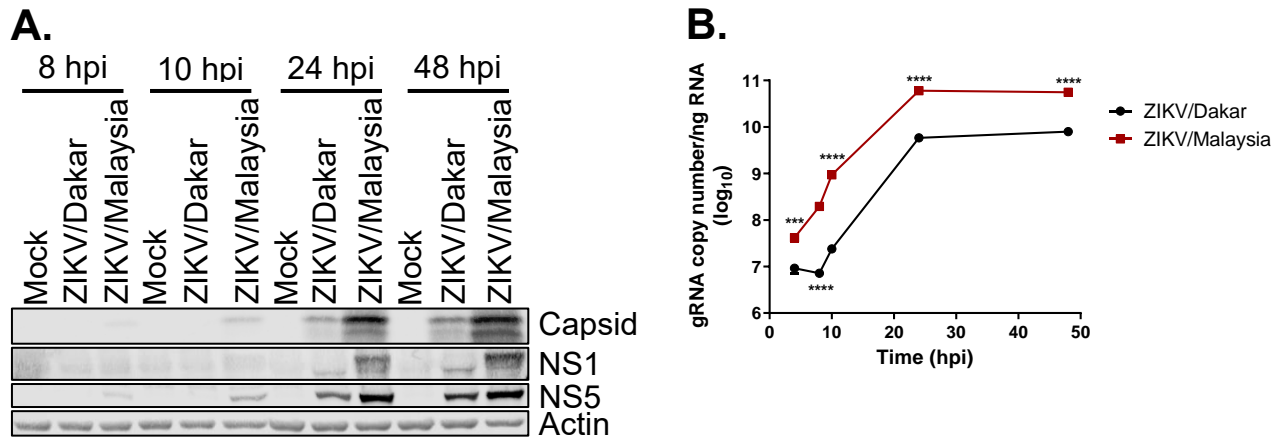 A.
8 hpi 10 hpi 24 hpi 48 hpi
Mock ZIKV/Dakar ZIKV/Malaysia Mock ZIKV/Dakar ZIKV/Malaysia Mock ZIKV/Dakar ZIKV/Malaysia Mock ZIKV/Dakar ZIKV/Malaysia
Capsid
NS1
NS5
Actin
B.
gRNA copy number/ng RNA
(log10)
11
10
9
8
7
6
0 10 20 30 40 50
Time (hpi)
***
****
****
****
****
ZIKV/Dakar
ZIKV/Malaysia